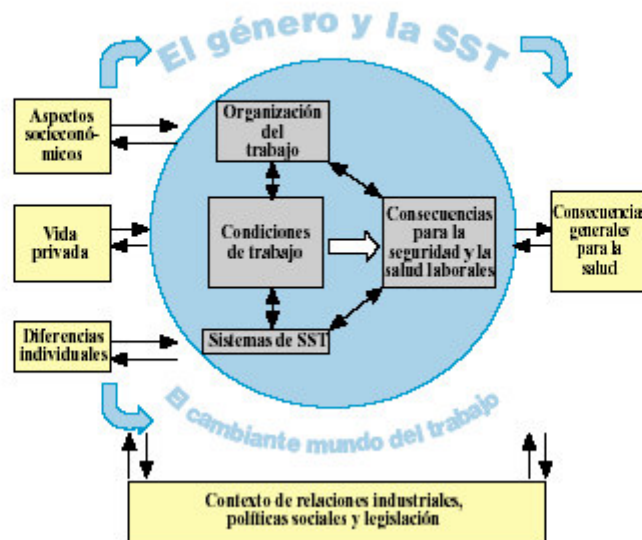 El género y la SST
Aspectos
socieconó-
micos
Organización
del
trabajo
Vida
privada
Condiciones
de trabajo
Consecuencias
para la
seguridad y la
salud laborales
Consecuencias
generales
para la
salud
Diferencias
individuales
Sistemas de SST
El cambiante mundo del trabajo
Contexto de relaciones industriales,
políticas sociales y legislación